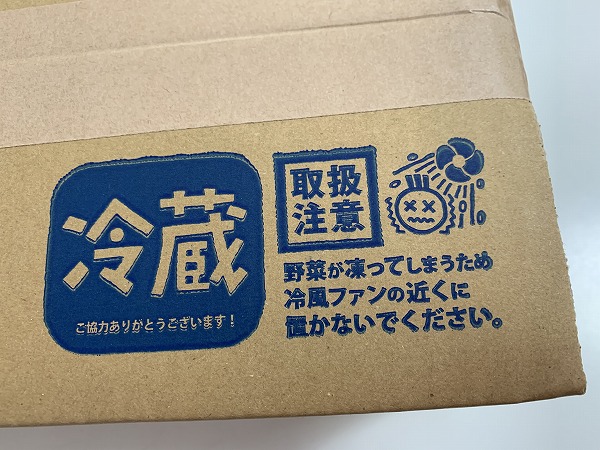 冷蔵
ご協力ありがとうございます!
取扱
注意
野菜が凍ってしまうため
冷風ファンの近くに
置かないでください。